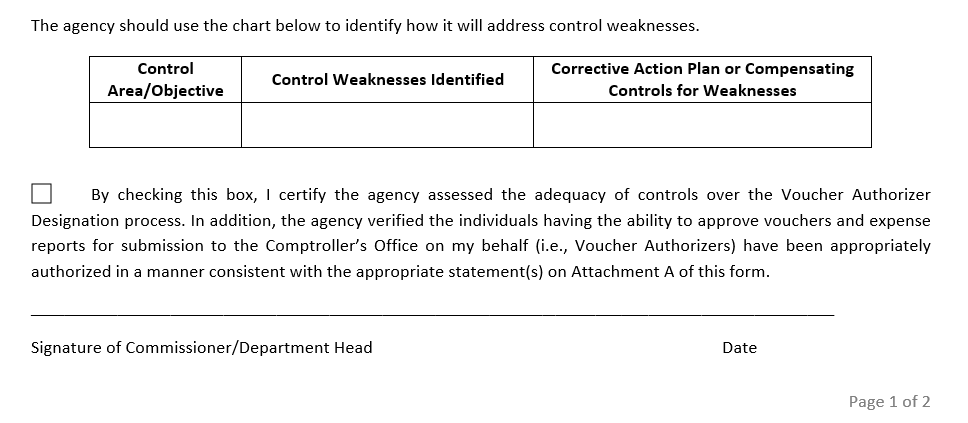 The agency should use the chart below to identify how it will address control weaknesses.
Control
Area/Objective
Control Weaknesses Identified
Corrective Action Plan or Compensating
Controls for Weaknesses
By checking this box, I certify the agency assessed the adequacy of controls over the Voucher Authorizer
Designation process. In addition, the agency verified the individuals having the ability to approve vouchers and expense
reports for submission to the Comptroller’s Office on my behalf (i.e., Voucher Authorizers) have been appropriately
authorized in a manner consistent with the appropriate statement(s) on Attachment A of this form.
Signature of Commissioner/Department Head Date
Page 1 of 2